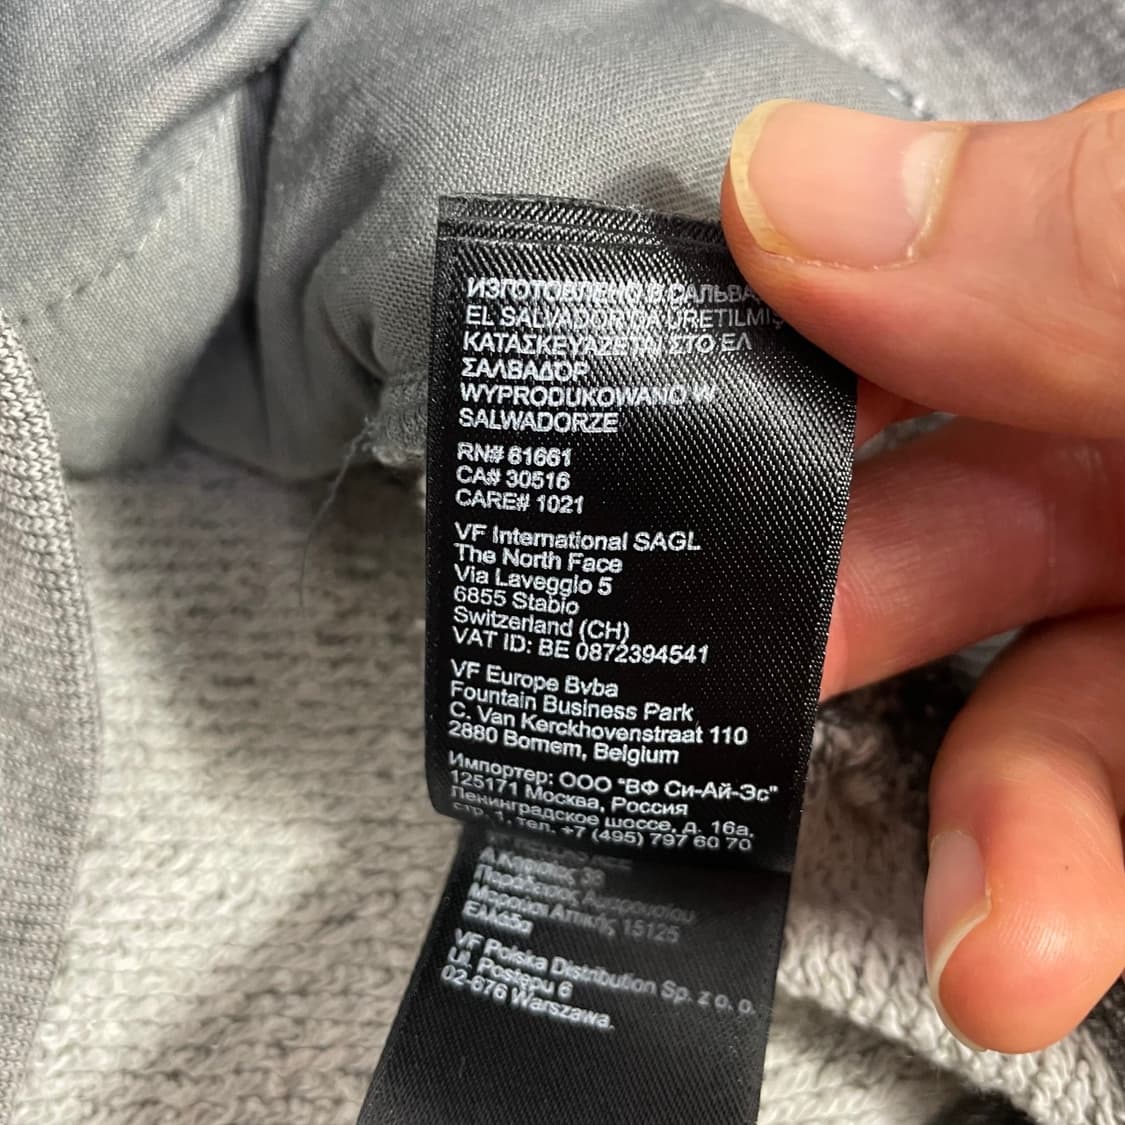 ИЗГОТОВЛЕНО В САЛЬВА
EL SALVADOR'DA ÜRETILMIŞ
ΚΑΤΑΣΚΕΥΑΖΕΤΑΙ ΣΤΟ ΕΛ
ΣΑΛΒΑΔΟΡ
WYPRODUKOWANO W
SALWADORZE
RN# 61661
CA# 30516
CARE# 1021
VF International SAGL
The North Face
Via Laveggio 5
6855 Stabio
Switzerland (CH)
VAT ID: BE 0872394541
VF Europe Bvba
Fountain Business Park
C. Van Kerckhovenstraat 110
2880 Bornem, Belgium
Импортер: ООО "ВФ Си-Ай-Эс"
125171 Москва, Россия
Ленинградское шоссе, д. 16а,
стр. 1, тел. +7 (495) 797 60 70
Λ.Κηφισίας 39
Παράδεισος Αμαρουσίου
Μαρούσι Αττικής 15125
Ελλάδα
VF Polska Distribution Sp. z o. o.
Ul. Postępu 6
02-676 Warszawa.